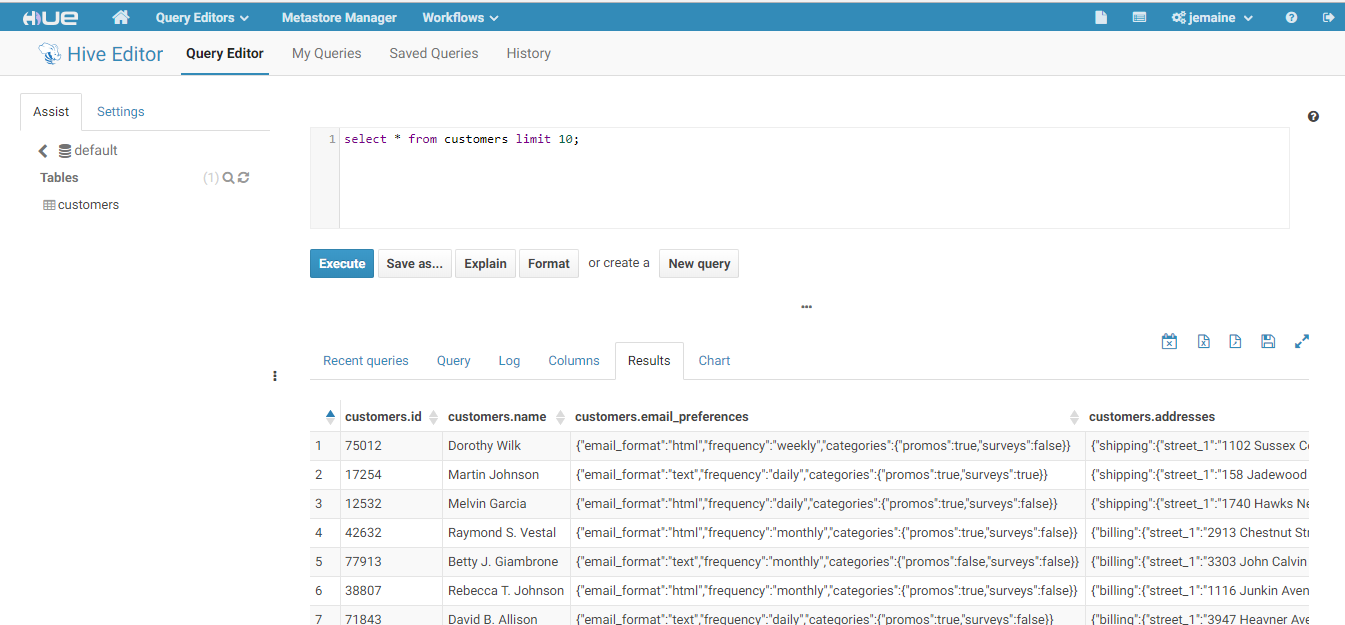 HUE Query Editors Metastore Manager Workflows jemaine
Hive Editor Query Editor My Queries Saved Queries History
Assist Settings
default
Tables (1)
customers
1 select * from customers limit 10;
Execute Save as... Explain Format or create a New query
Recent queries Query Log Columns Results Chart
customers.id customers.name customers.email_preferences customers.addresses
1 75012 Dorothy Wilk {"email_format":"html","frequency":"weekly","categories":{"promos":true,"surveys":false}} {"shipping":{"street_1":"1102 Sussex
2 17254 Martin Johnson {"email_format":"text","frequency":"daily","categories":{"promos":true,"surveys":true}} {"shipping":{"street_1":"158 Jadewood
3 12532 Melvin Garcia {"email_format":"html","frequency":"daily","categories":{"promos":true,"surveys":false}} {"shipping":{"street_1":"1740 Hawks Ne
4 42632 Raymond S. Vestal {"email_format":"html","frequency":"monthly","categories":{"promos":true,"surveys":false}} {"billing":{"street_1":"2913 Chestnut Str
5 77913 Betty J. Giambrone {"email_format":"text","frequency":"monthly","categories":{"promos":false,"surveys":false}} {"billing":{"street_1":"3303 John Calvin
6 38807 Rebecca T. Johnson {"email_format":"html","frequency":"monthly","categories":{"promos":true,"surveys":false}} {"billing":{"street_1":"1116 Junkin Aven
7 71843 David B. Allison {"email_format":"text","frequency":"daily","categories":{"promos":true,"surveys":false}} {"billing":{"street_1":"3947 Heavner Ave